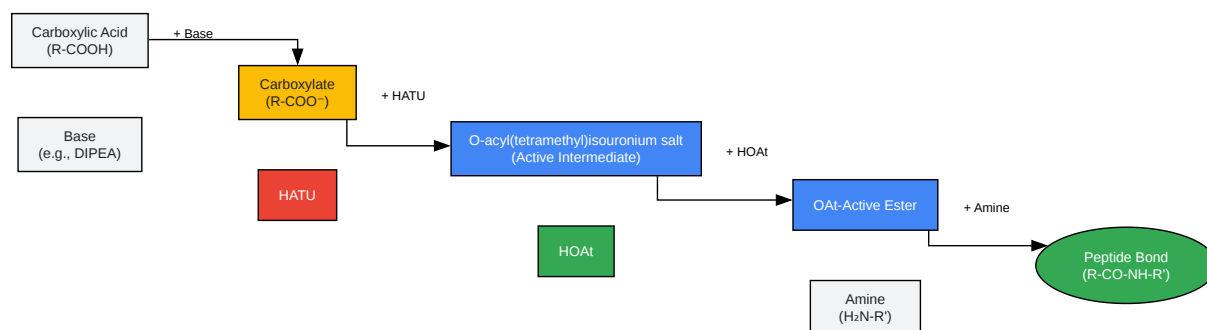 Carboxylic Acid
(R-COOH)
+ Base
Carboxylate
(R-COO⁻)
+ HATU
Base
(e.g., DIPEA)
O-acyl(tetramethyl)isouronium salt
(Active Intermediate)
+ HOAt
HATU
OAt-Active Ester
+ Amine
HOAt
Peptide Bond
(R-CO-NH-R')
Amine
(H₂N-R')